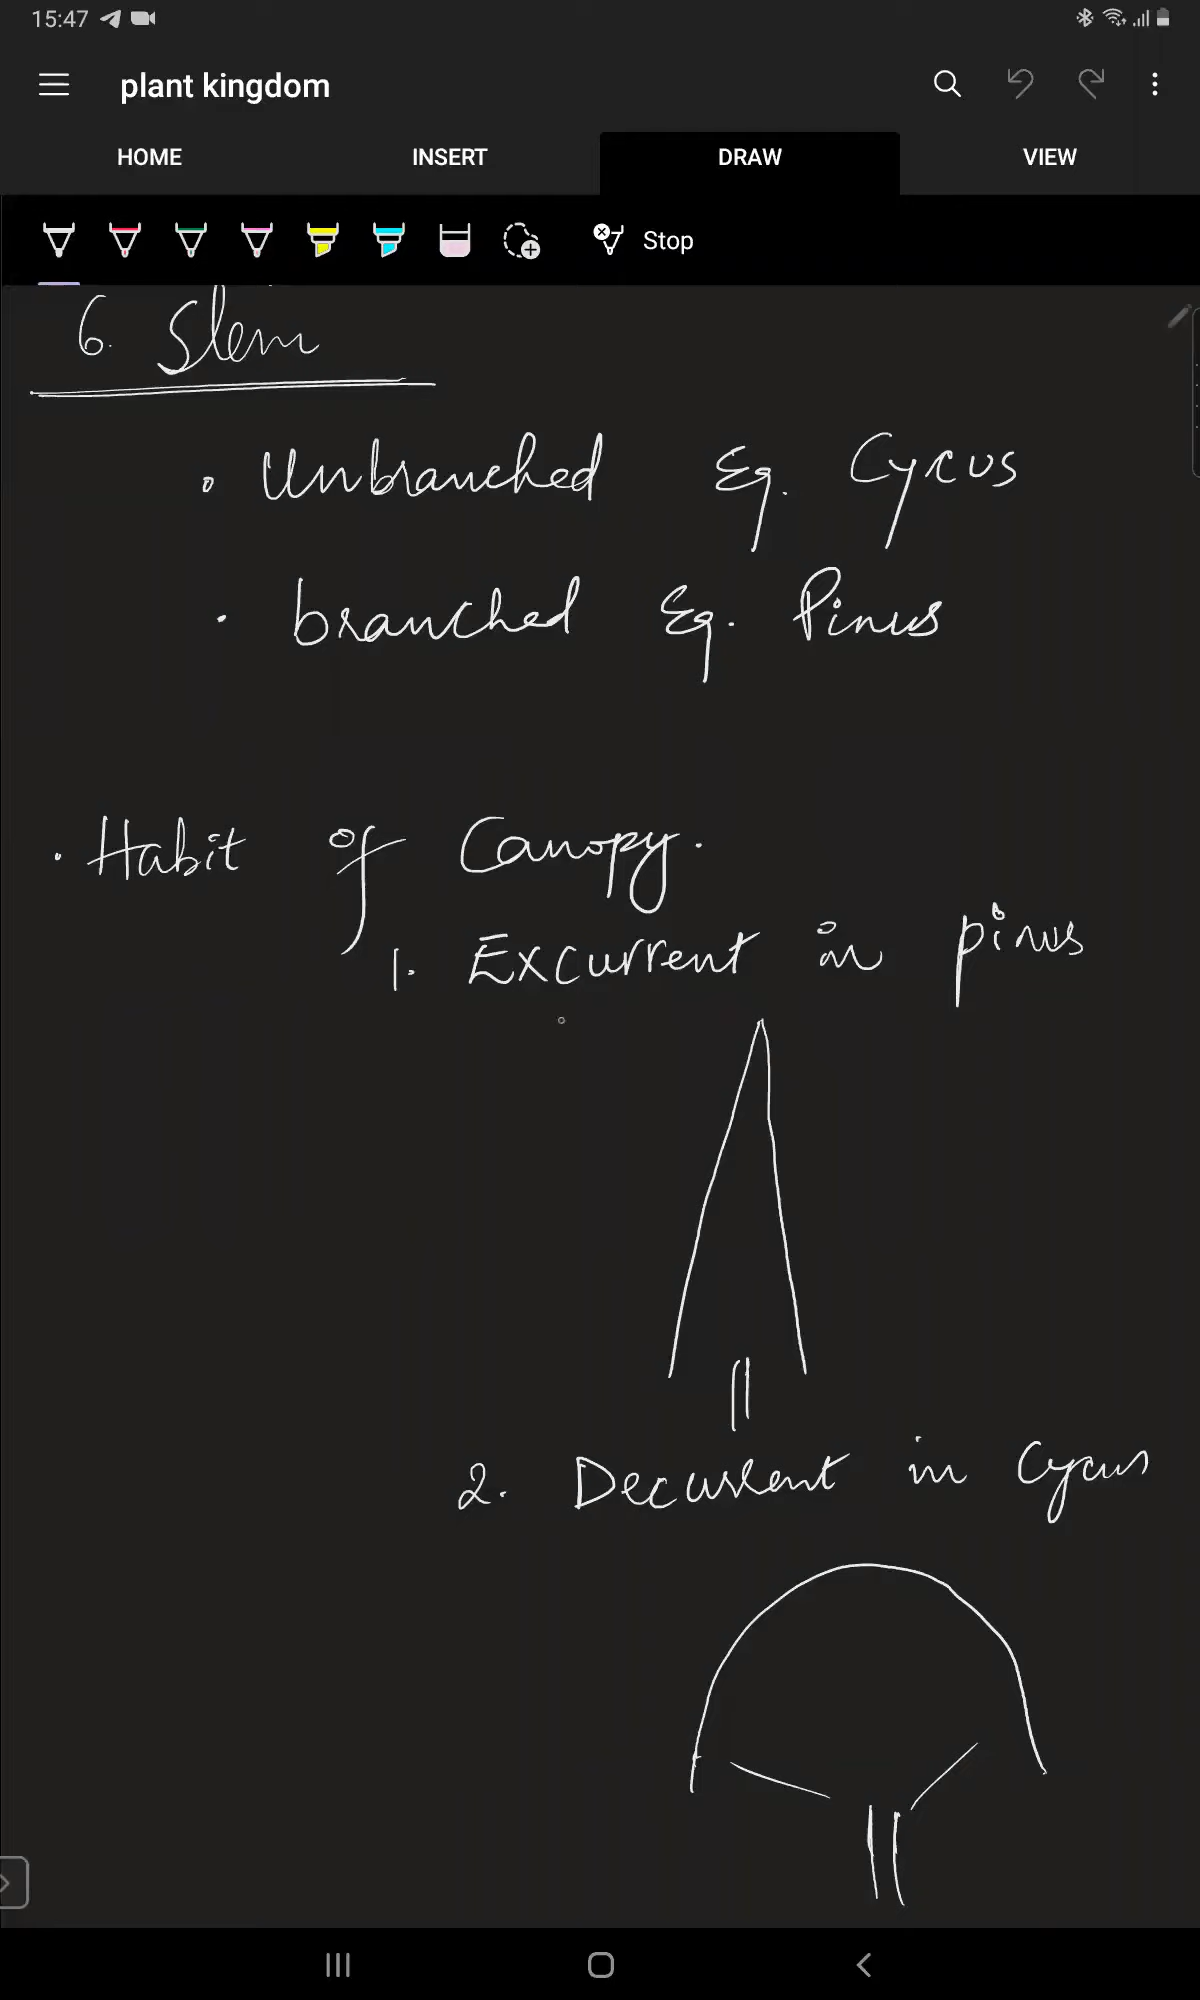 15:47
plant kingdom
HOME INSERT DRAW VIEW
Stop
6. Stem
• Unbranched Eg. Cycus
• branched Eg. Pinus
• Habit of Canopy.
1. Excurrent in pinus
2. Decurrent in Cycus